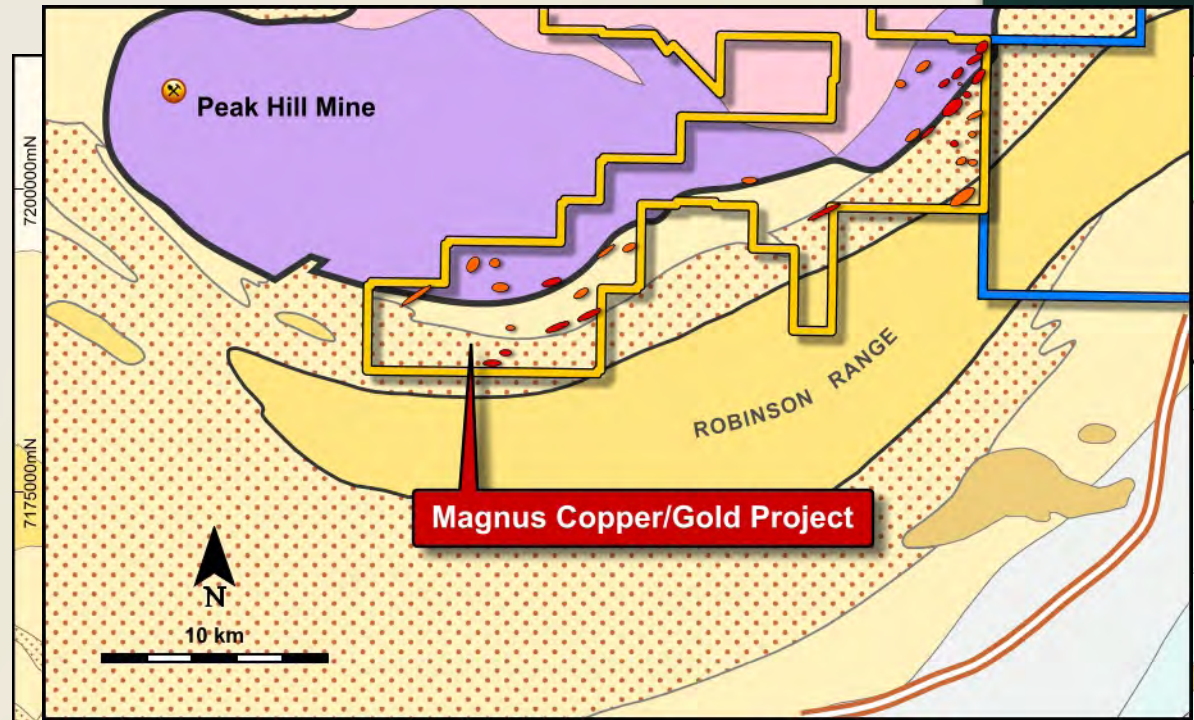 Peak Hill Mine
7200000mN
ROBINSON RANGE
7175000mN
Magnus Copper/Gold Project
N
10 km